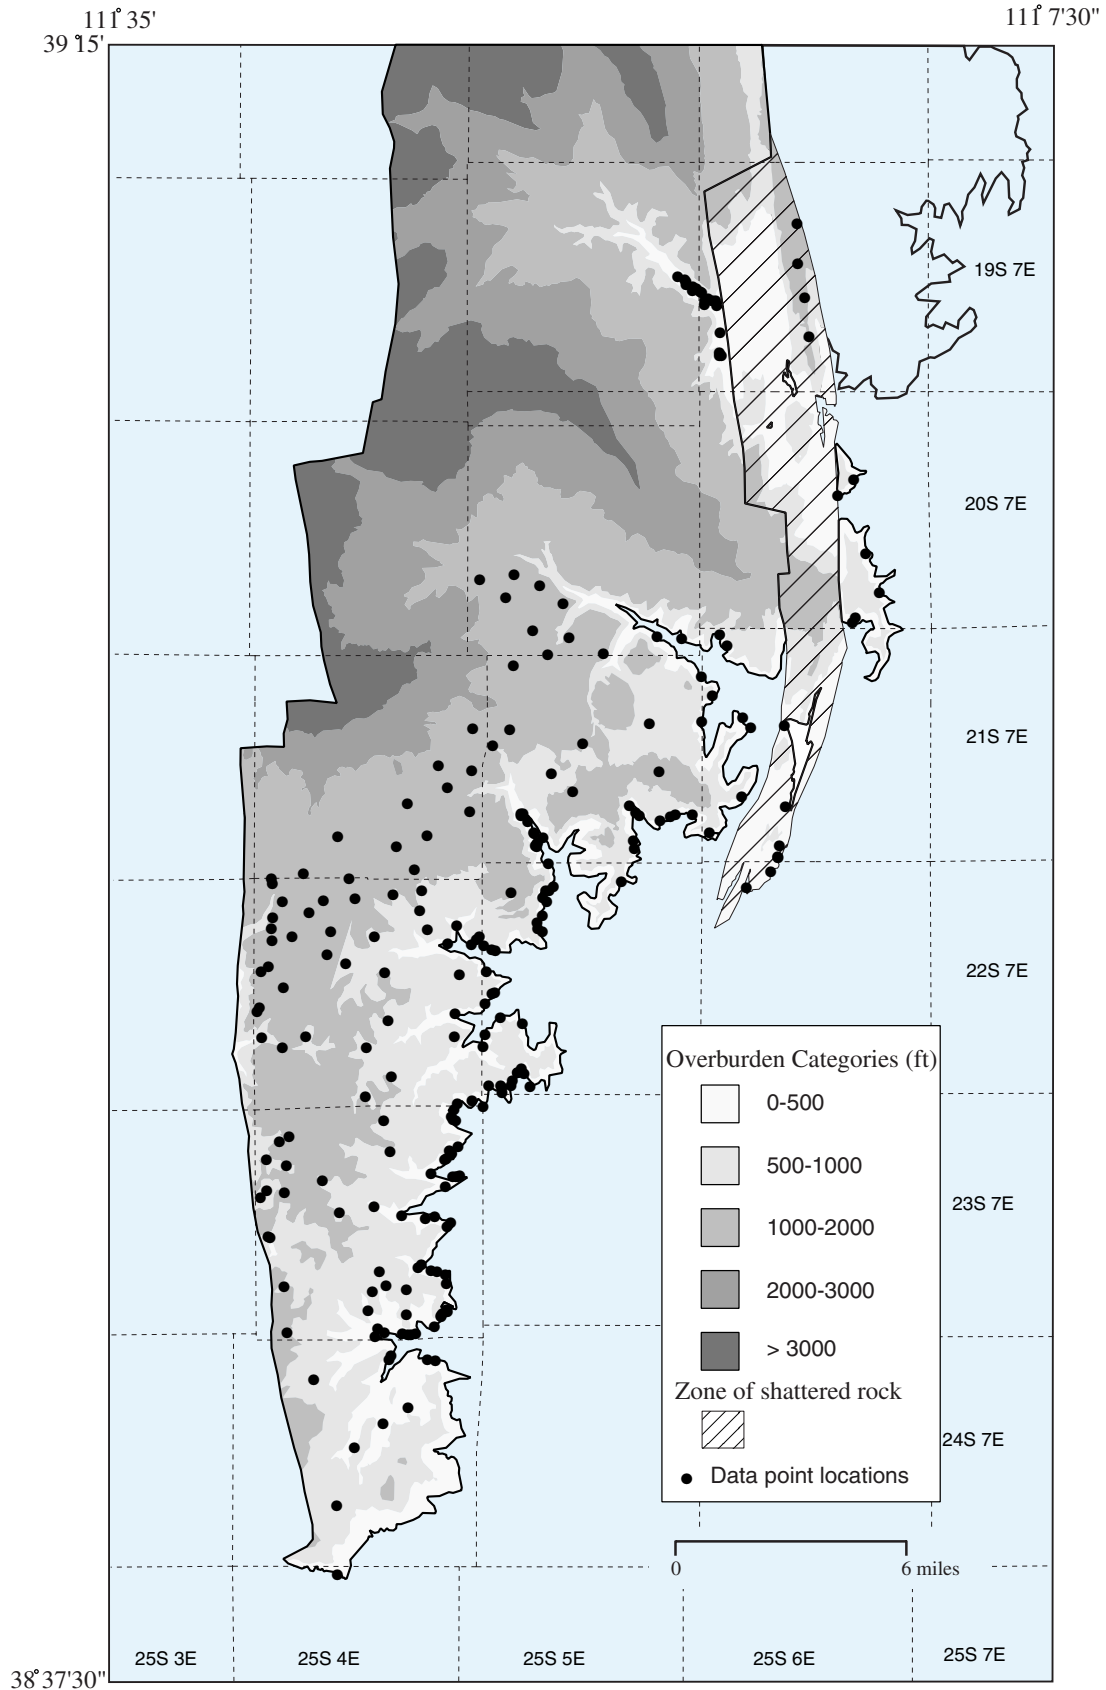 111° 35'
111° 7'30"
39° 15'
19S 7E
20S 7E
21S 7E
22S 7E
Overburden Categories (ft)
0-500
500-1000
1000-2000
2000-3000
> 3000
Zone of shattered rock
Data point locations
23S 7E
24S 7E
0 6 miles
25S 3E 25S 4E 25S 5E 25S 6E 25S 7E
38° 37'30"